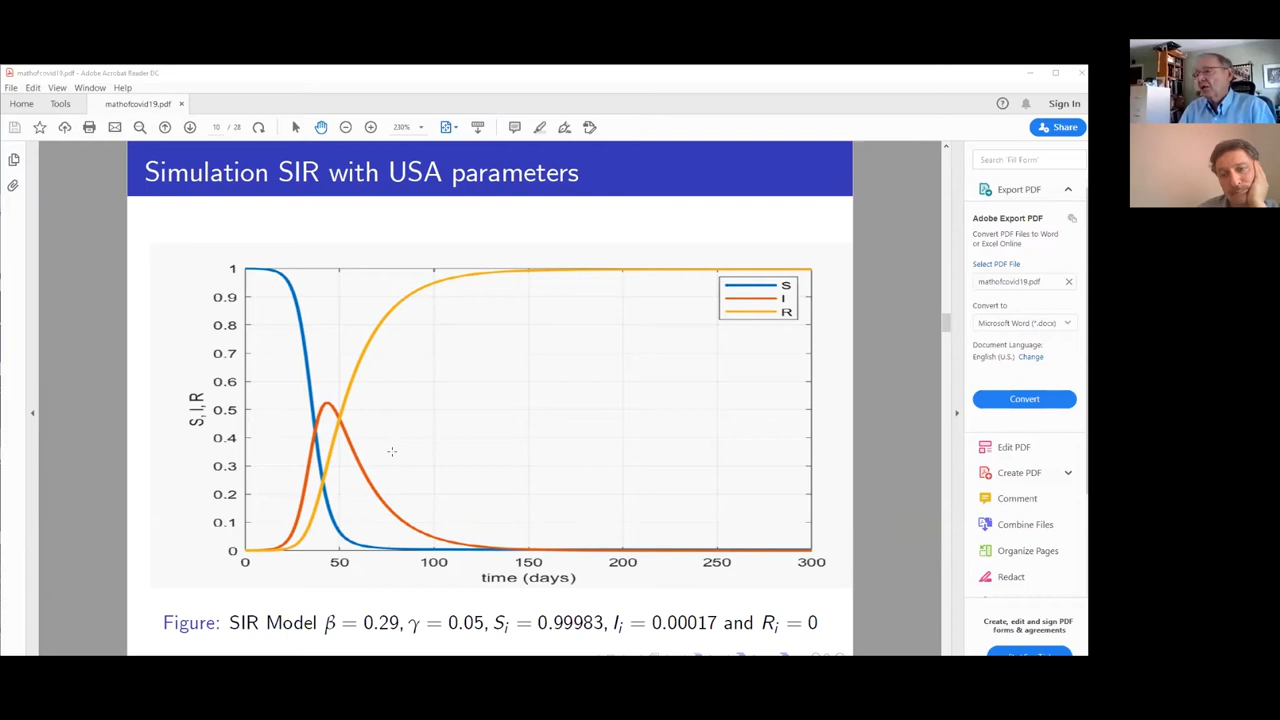 mathofcovid19.pdf - Adobe Acrobat Reader DC
File Edit View Window Help
Home Tools mathofcovid19.pdf × Sign In
10 / 28 230% Share
Simulation SIR with USA parameters
1
0.9
0.8
0.7
0.6
0.5
0.4
0.3
0.2
0.1
0
S,I,R
S
I
R
0 50 100 150 200 250 300
time (days)
Figure: SIR Model β = 0.29, γ = 0.05, Sᵢ = 0.99983, Iᵢ = 0.00017 and Rᵢ = 0
Search 'Fill Form'
Export PDF
Adobe Export PDF
Convert PDF Files to Word
or Excel Online
Select PDF File
mathofcovid19.pdf
Convert to
Microsoft Word (*.docx)
Document Language:
English (U.S.) Change
Convert
Edit PDF
Create PDF
Comment
Combine Files
Organize Pages
Redact
Create, edit and sign PDF
forms & agreements